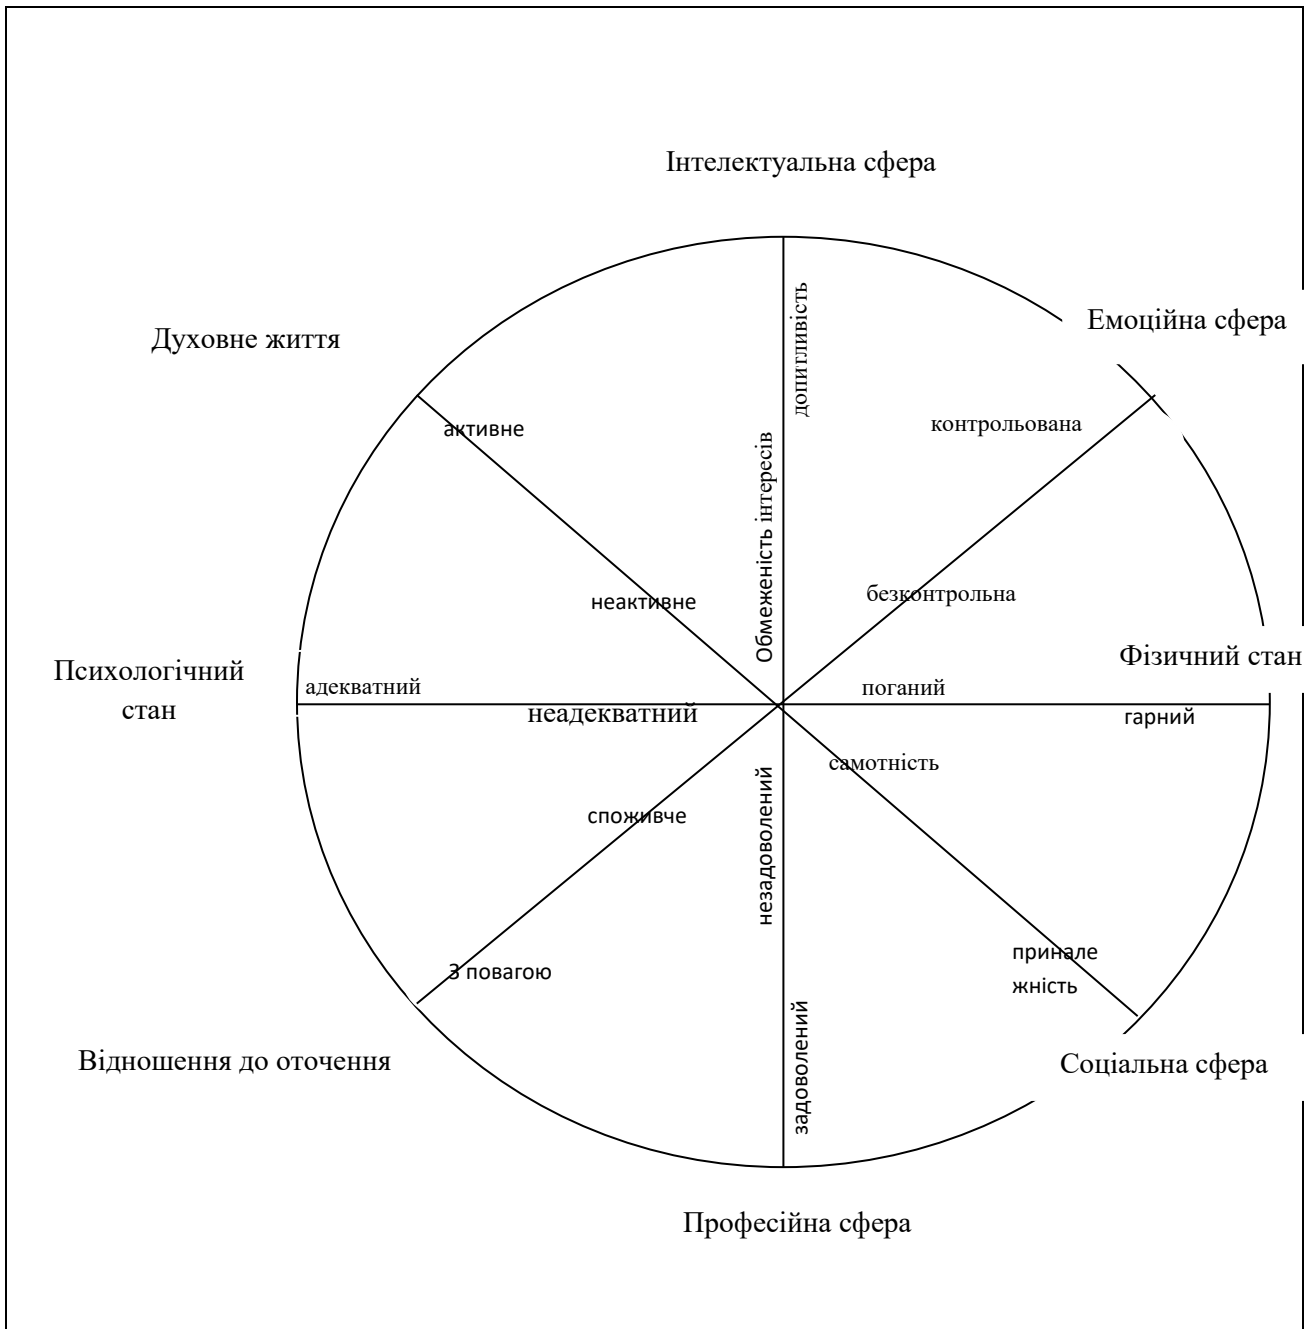 Інтелектуальна сфера
Емоційна сфера
Духовне життя
допитливість
контрольована
активне
Обмеженість інтересів
безконтрольна
неактивне
Фізичний стан
Психологічний
стан
адекватний
неадекватний
поганий
гарний
самотність
незадоволений
споживче
принале
жність
З повагою
задоволений
Відношення до оточення
Соціальна сфера
Професійна сфера